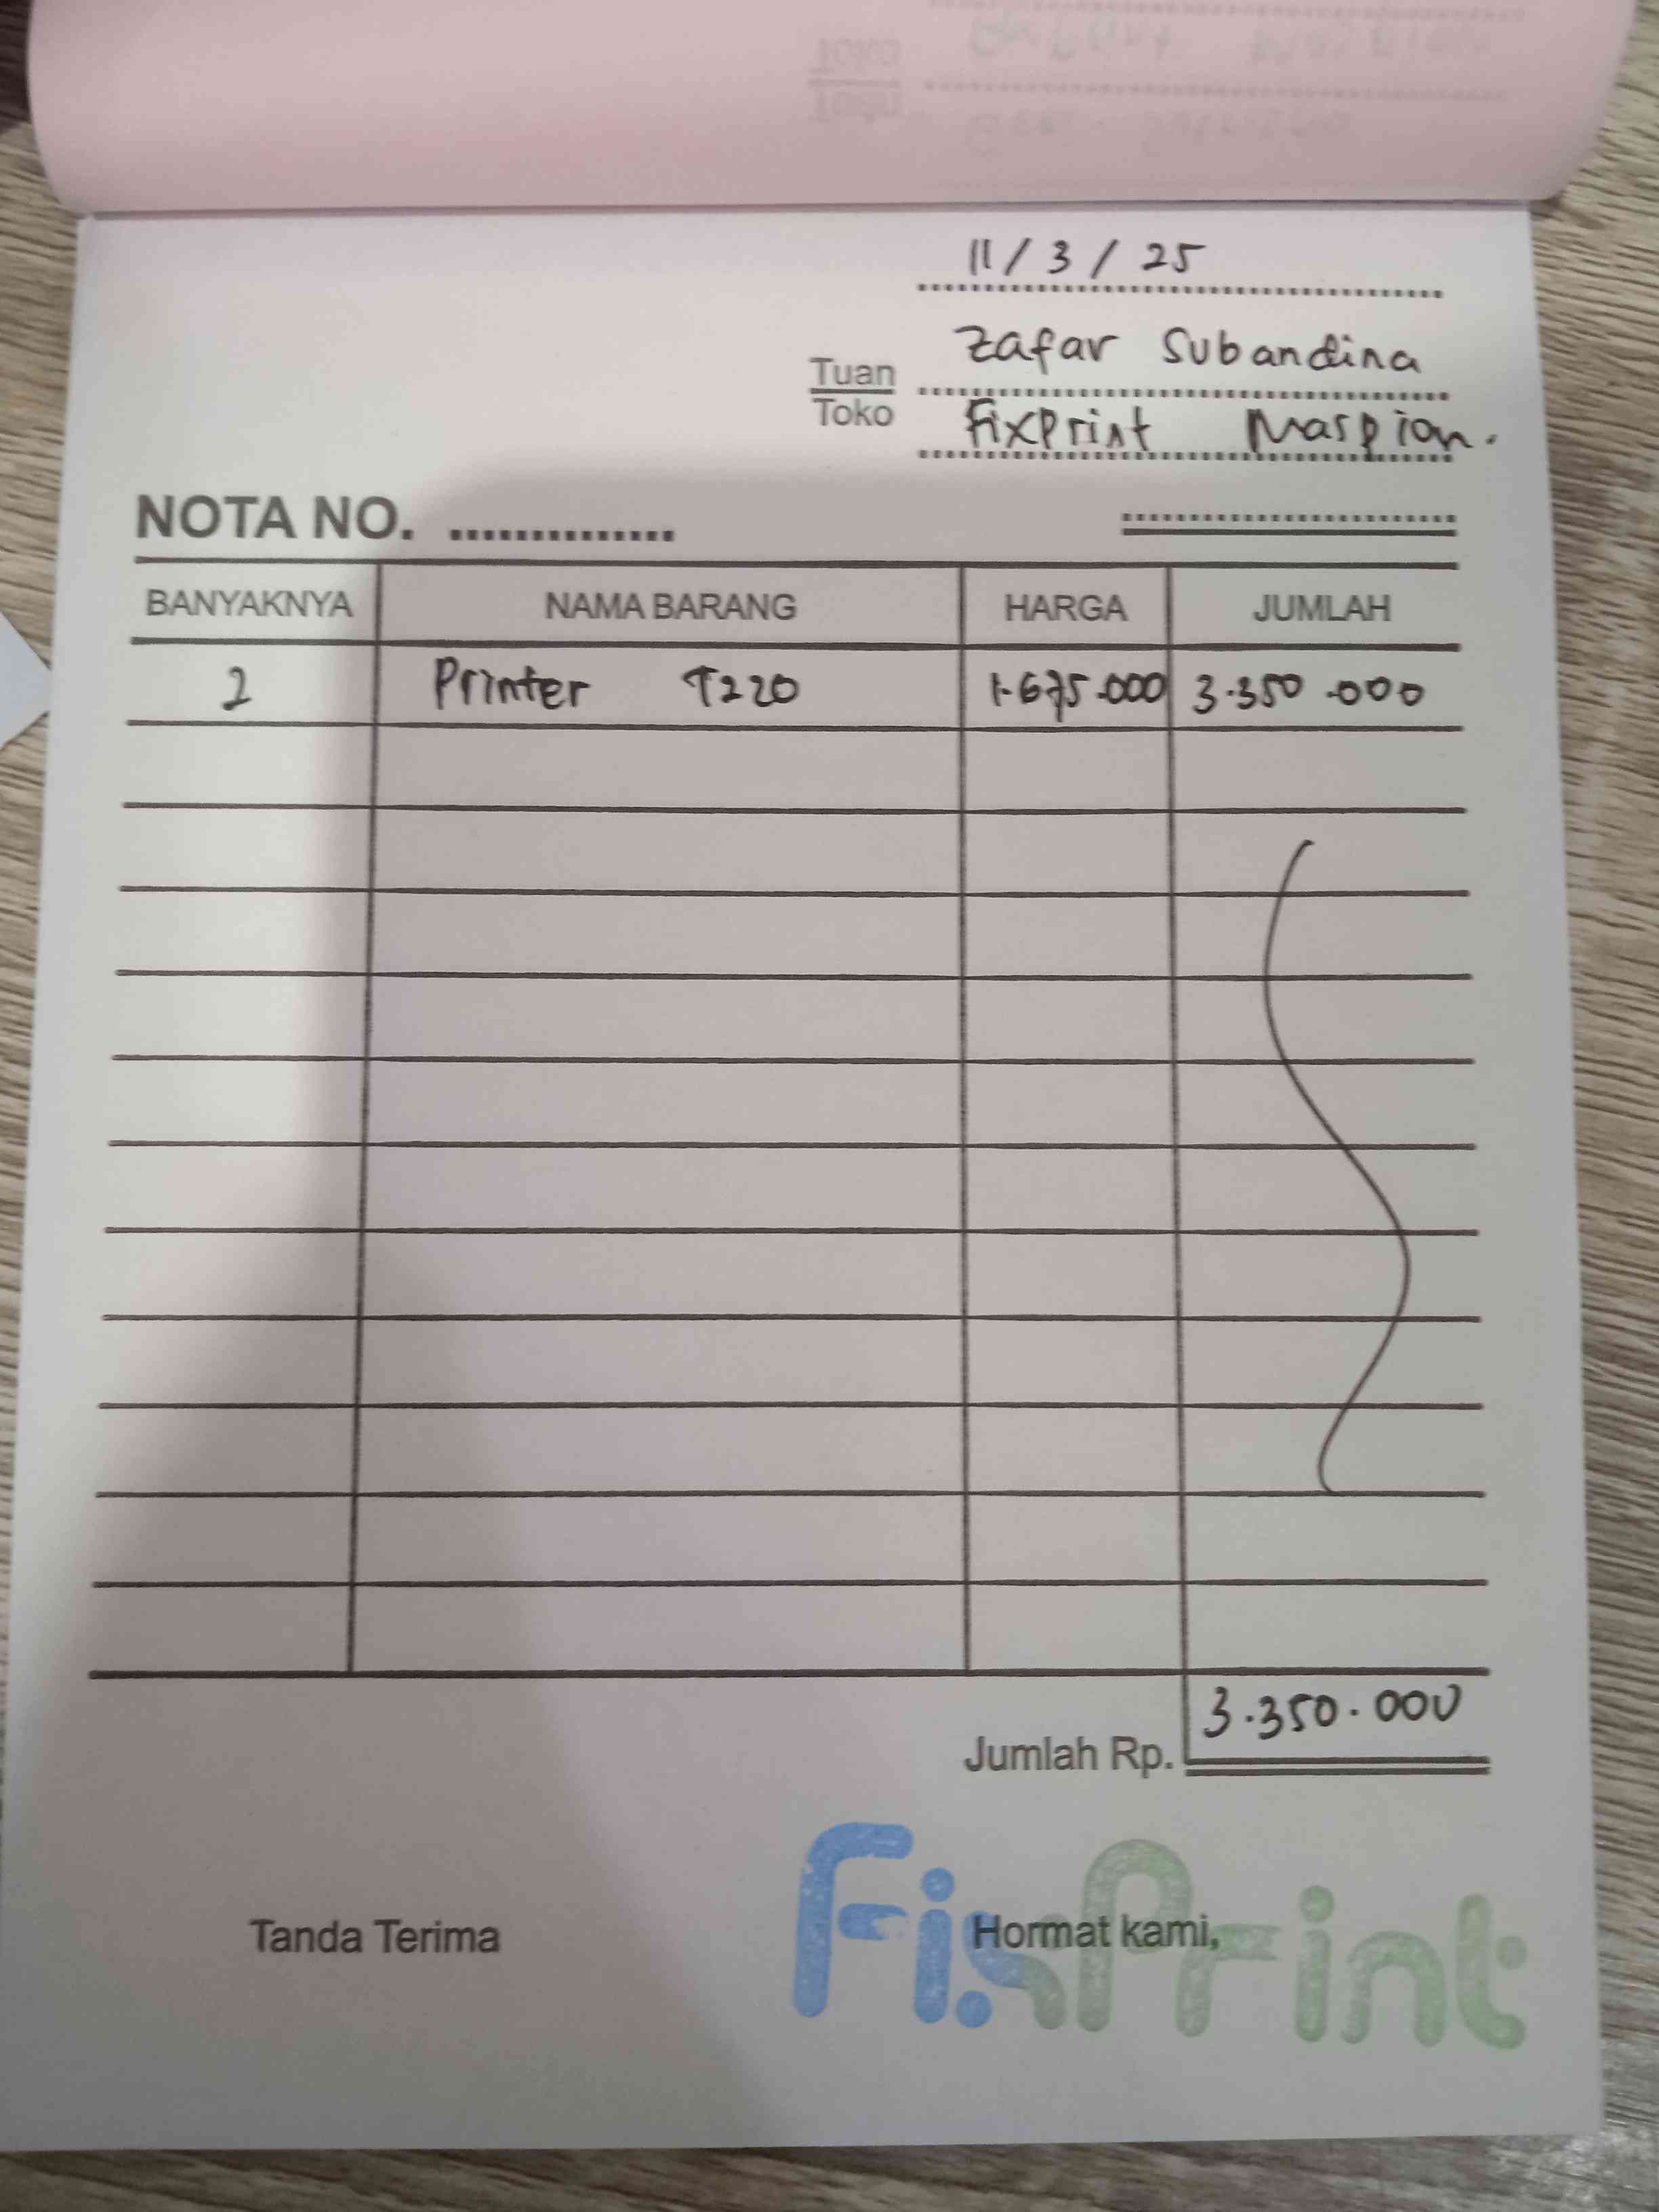 11/3/25
Zafar Subandina
Tuan
Toko
Fixprint Maspion.
NOTA NO. ..............
BANYAKNYA NAMA BARANG HARGA JUMLAH
2 Printer T220 1.675.000 3.350.000
3.350.000
Jumlah Rp.
Tanda Terima Hormat kami,
FixPrint